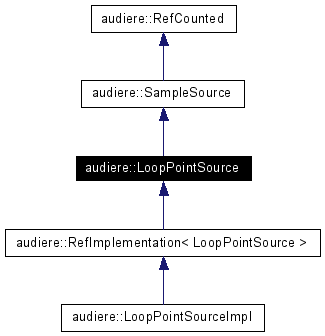 audiere::RefCounted
audiere::SampleSource
audiere::LoopPointSource
audiere::RefImplementation< LoopPointSource >
audiere::LoopPointSourceImpl